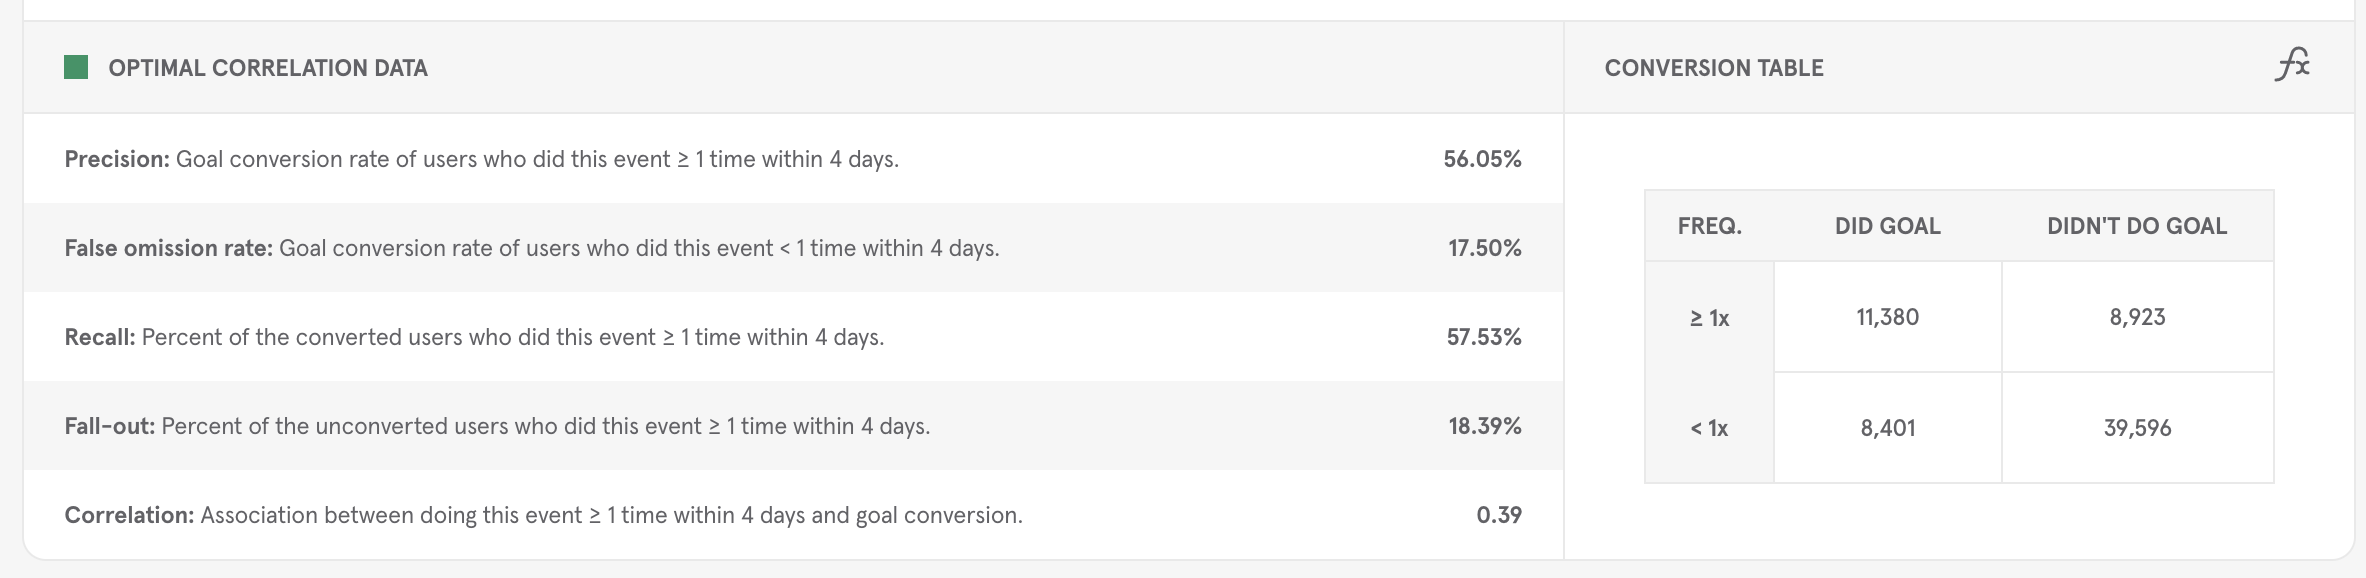 OPTIMAL CORRELATION DATA
CONVERSION TABLE
fx
Precision: Goal conversion rate of users who did this event ≥ 1 time within 4 days. 56.05%
False omission rate: Goal conversion rate of users who did this event < 1 time within 4 days. 17.50%
Recall: Percent of the converted users who did this event ≥ 1 time within 4 days. 57.53%
Fall-out: Percent of the unconverted users who did this event ≥ 1 time within 4 days. 18.39%
Correlation: Association between doing this event ≥ 1 time within 4 days and goal conversion. 0.39
FREQ. DID GOAL DIDN'T DO GOAL
≥ 1x 11,380 8,923
< 1x 8,401 39,596